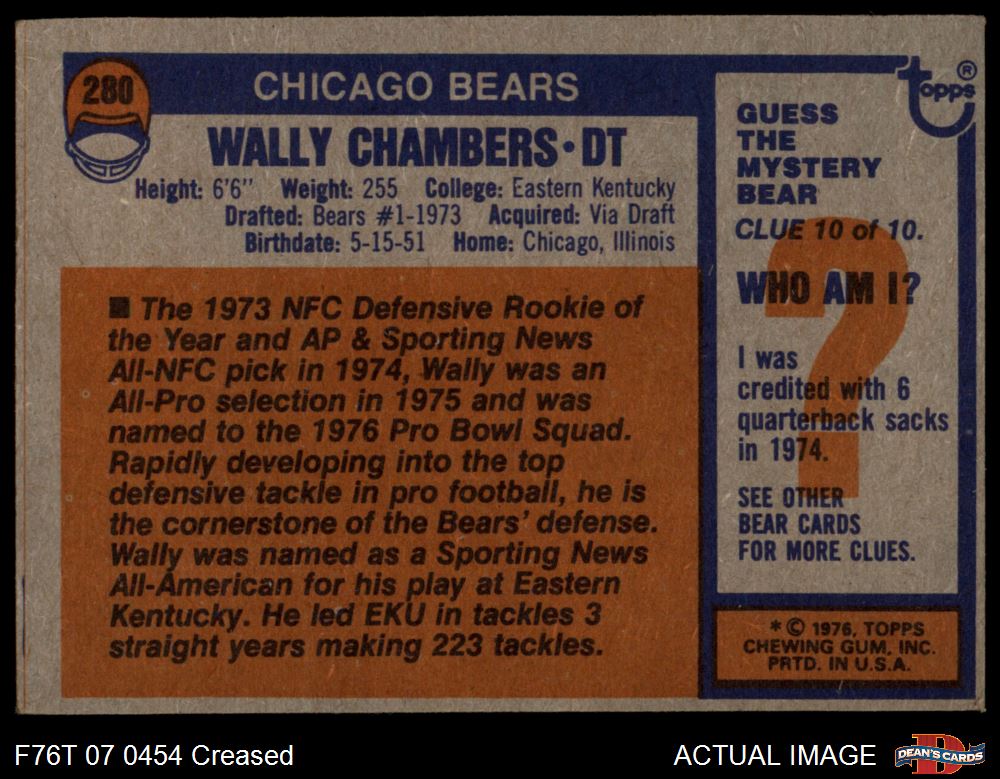 280
CHICAGO BEARS
WALLY CHAMBERS • DT
Height: 6'6" Weight: 255 College: Eastern Kentucky
Drafted: Bears #1-1973 Acquired: Via Draft
Birthdate: 5-15-51 Home: Chicago, Illinois
■ The 1973 NFC Defensive Rookie of
the Year and AP & Sporting News
All-NFC pick in 1974, Wally was an
All-Pro selection in 1975 and was
named to the 1976 Pro Bowl Squad.
Rapidly developing into the top
defensive tackle in pro football, he is
the cornerstone of the Bears' defense.
Wally was named as a Sporting News
All-American for his play at Eastern
Kentucky. He led EKU in tackles 3
straight years making 223 tackles.
topps ®
GUESS
THE
MYSTERY
BEAR
CLUE 10 of 10.
?
WHO AM I?
I was
credited with 6
quarterback sacks
in 1974.
SEE OTHER
BEAR CARDS
FOR MORE CLUES.
* © 1976, TOPPS
CHEWING GUM, INC.
PRTD. IN U.S.A.
F76T 07 0454 Creased
ACTUAL IMAGE
D
DEAN'S CARDS